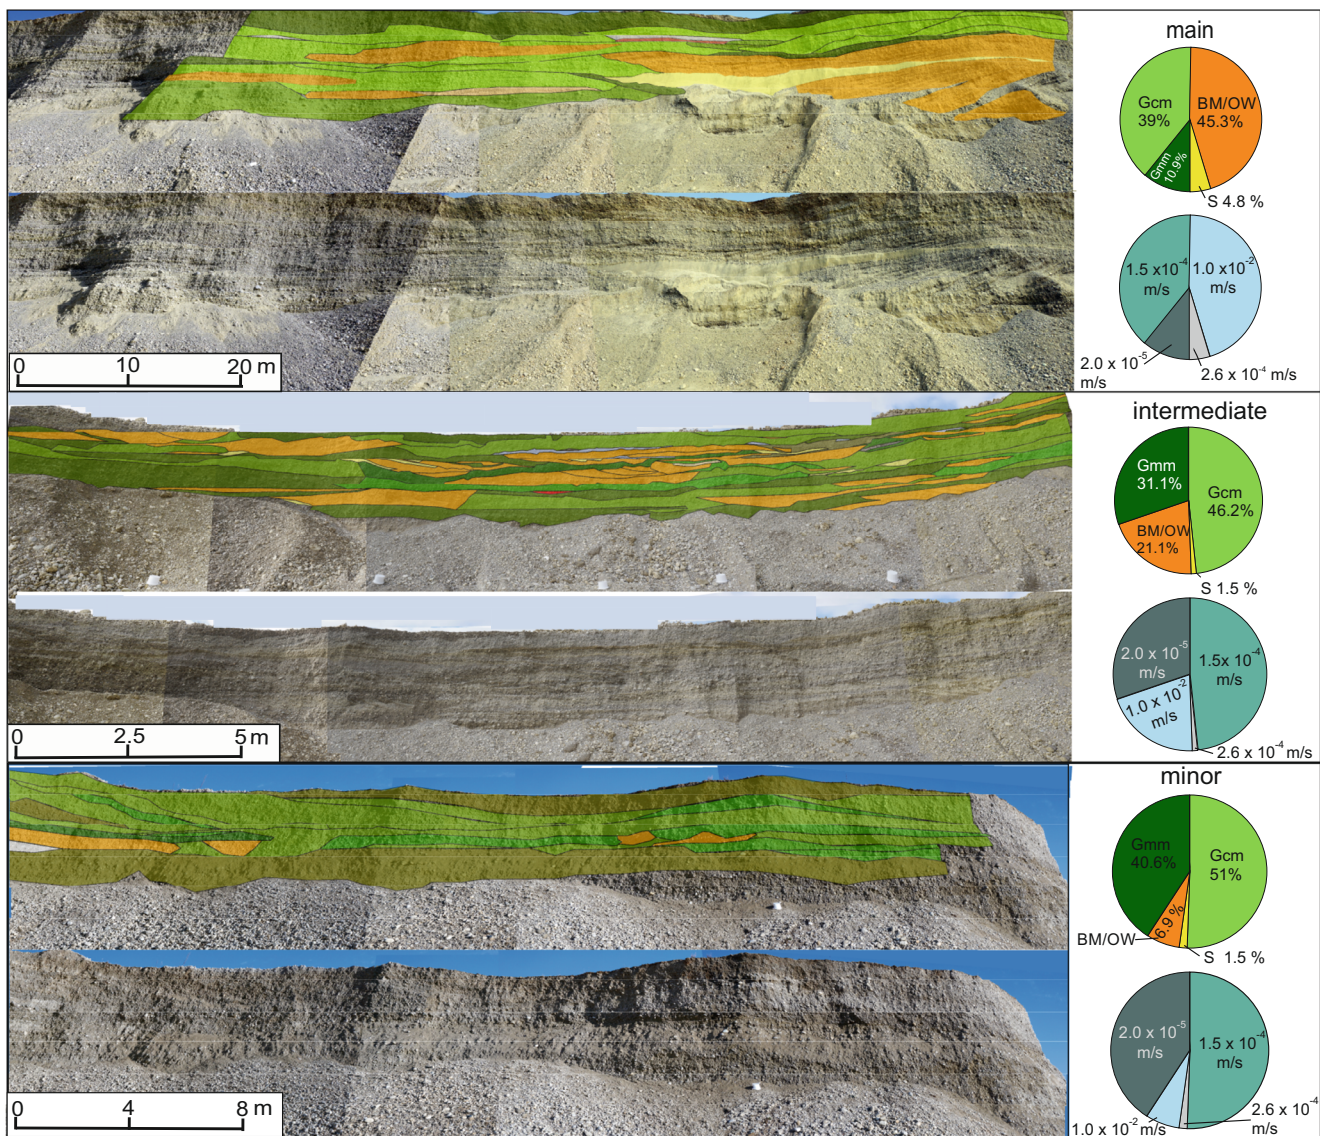 main
Gcm
39%
BM/OW
45.3%
Gmm
10.9%
S 4.8 %
1.5 x10⁻⁴
m/s
1.0 x10⁻²
m/s
2.0 x 10⁻⁵
m/s
2.6 x 10⁻⁴ m/s
0 10 20 m
intermediate
Gmm
31.1%
Gcm
46.2%
BM/OW
21.1%
S 1.5 %
2.0 x 10⁻⁵
m/s
1.5x 10⁻⁴
m/s
1.0 x 10⁻²
m/s
2.6 x 10⁻⁴ m/s
0 2.5 5 m
minor
Gmm
40.6%
Gcm
51%
6.9 %
BM/OW
S 1.5 %
2.0 x 10⁻⁵
m/s
1.5 x 10⁻⁴
m/s
2.6 x 10⁻⁴
m/s
1.0 x 10⁻² m/s
0 4 8 m